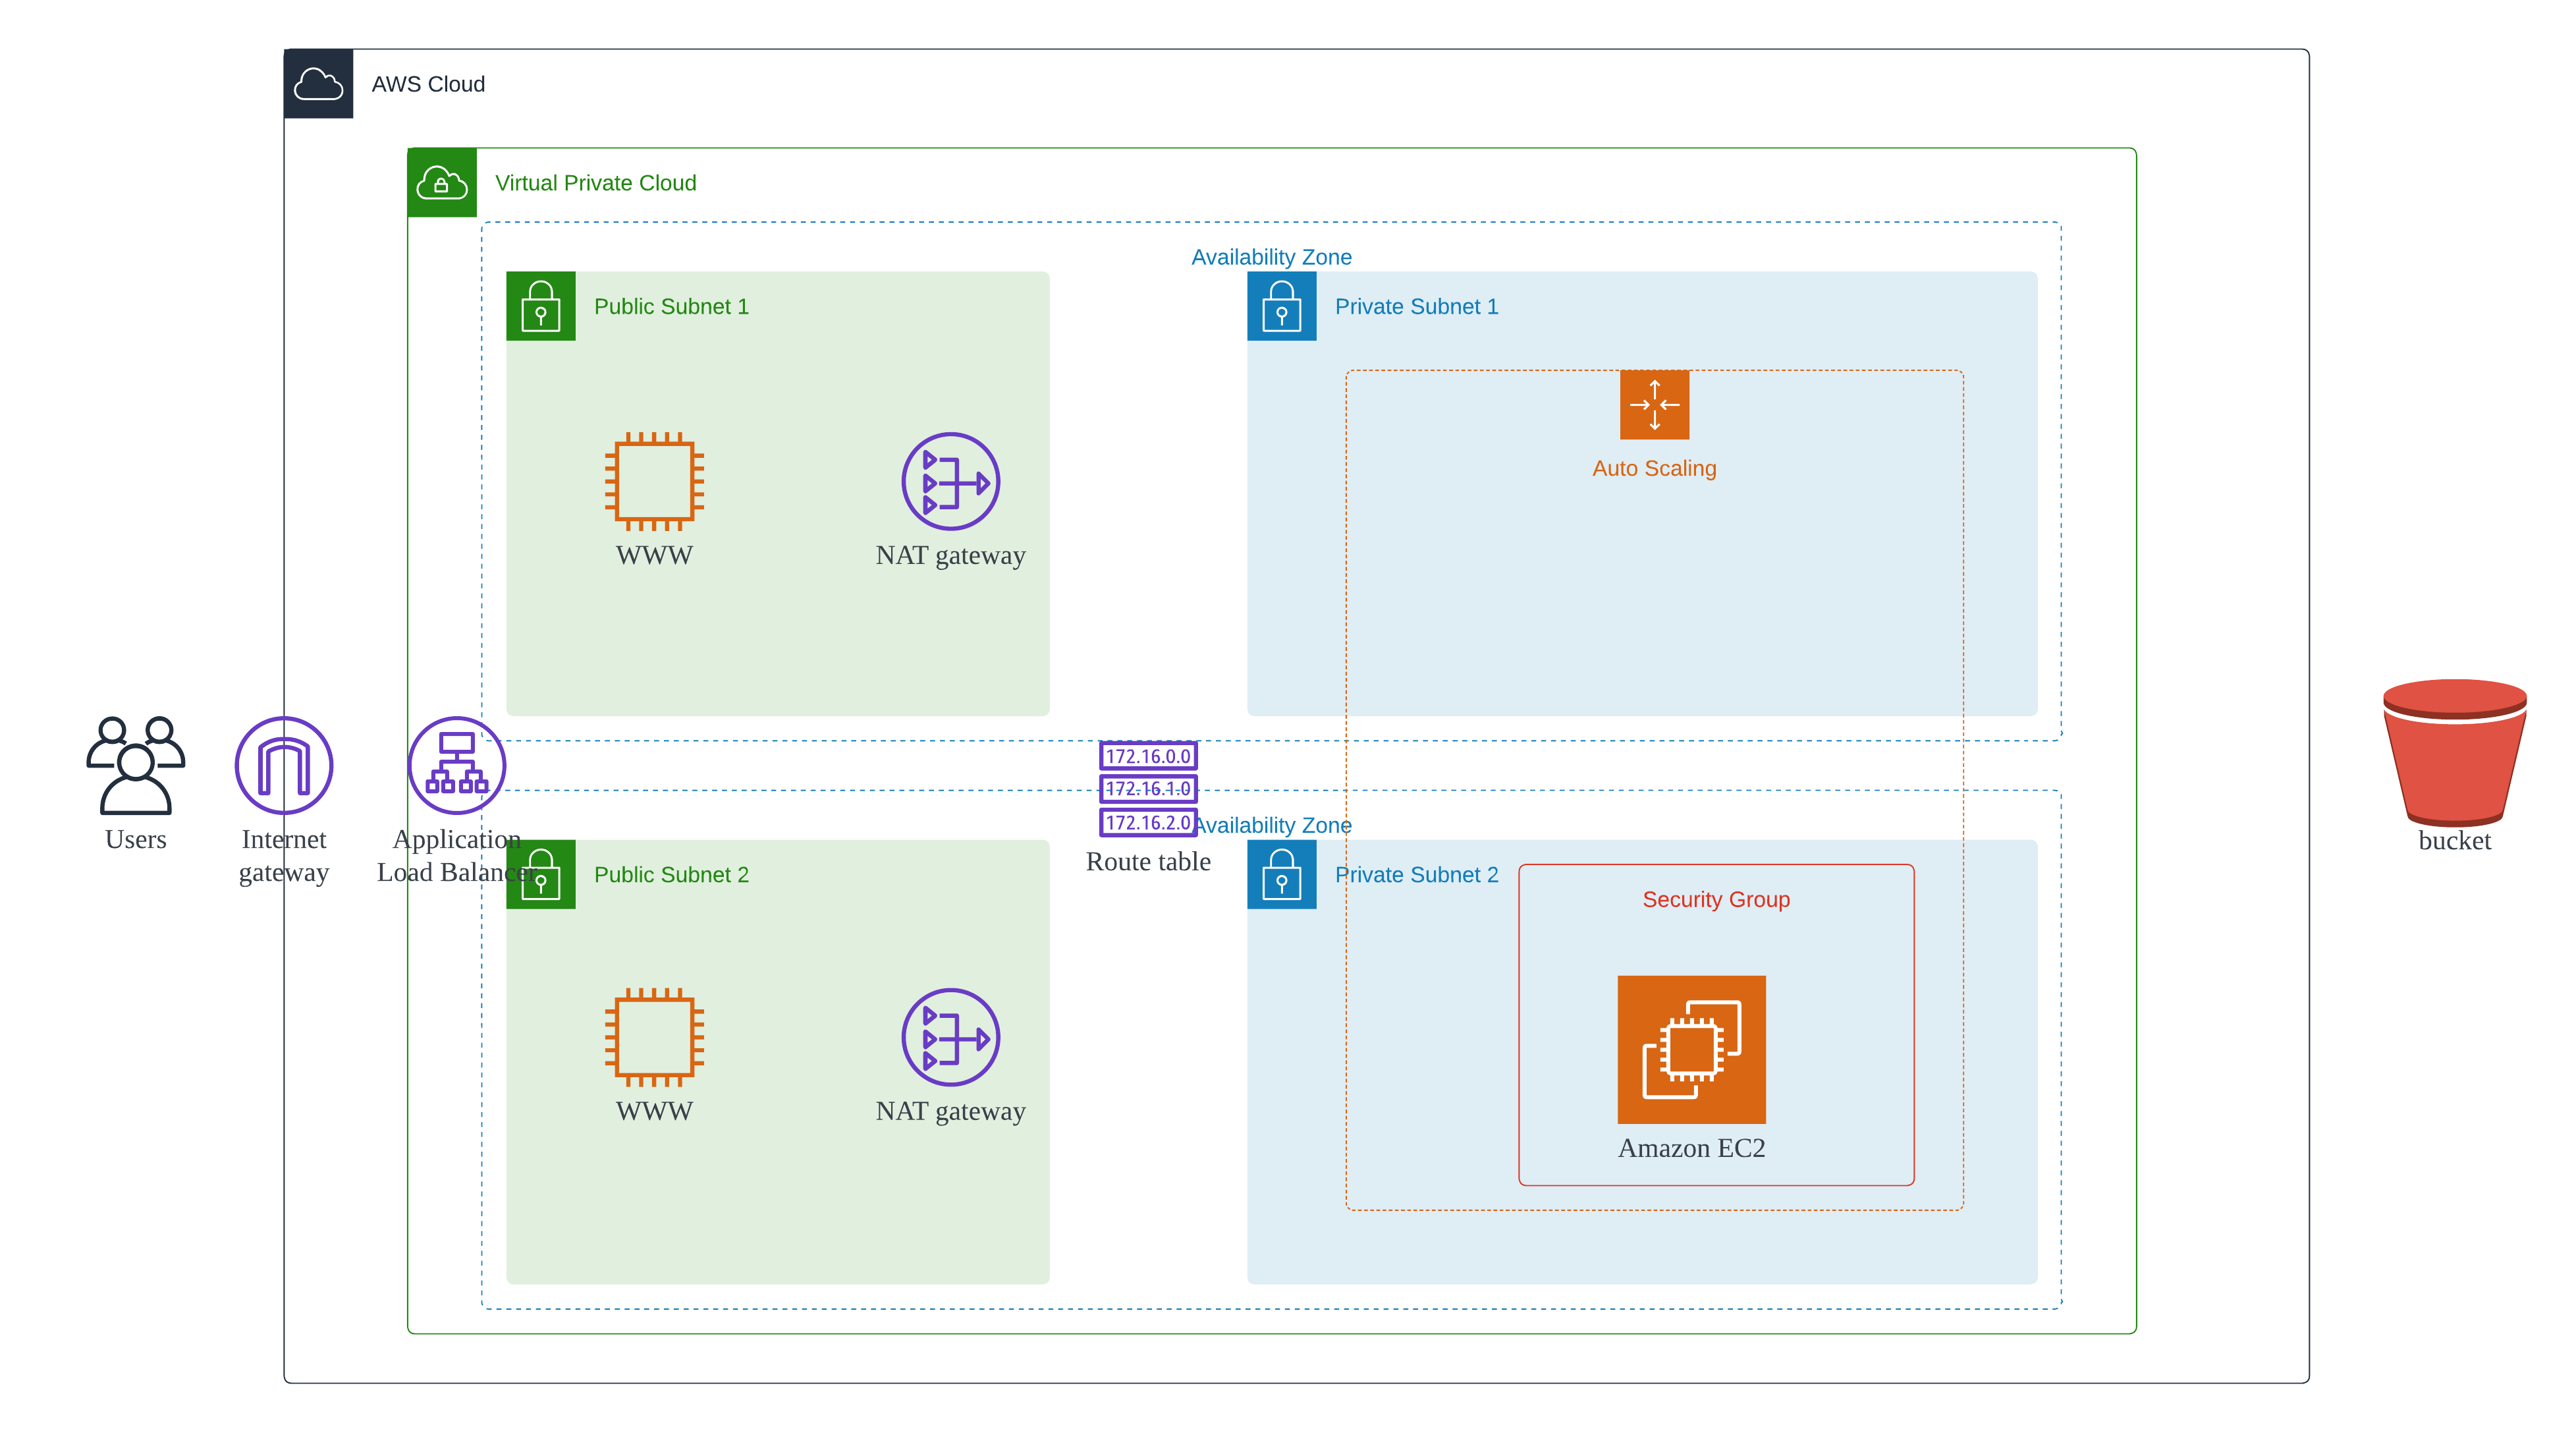 AWS Cloud
Virtual Private Cloud
Availability Zone
Public Subnet 1
Private Subnet 1
Auto Scaling
WWW
NAT gateway
172.16.0.0
172.16.1.0
172.16.2.0
Route table
Users
Internet
gateway
Application
Load Balancer
bucket
Availability Zone
Public Subnet 2
Private Subnet 2
Security Group
WWW
NAT gateway
Amazon EC2